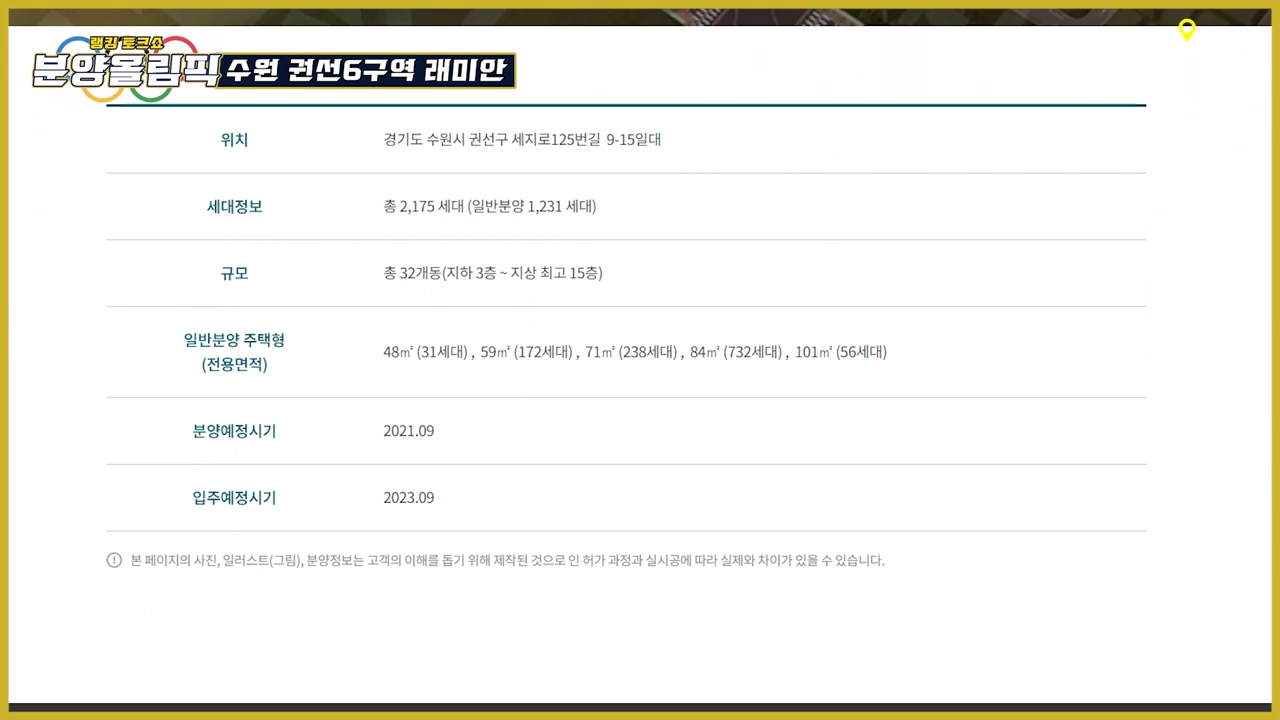 랭킹 토크쇼
분양올림픽 수원 권선6구역 래미안
위치 경기도 수원시 권선구 세지로125번길 9-15일대
세대정보 총 2,175 세대 (일반분양 1,231 세대)
규모 총 32개동(지하 3층 ~ 지상 최고 15층)
일반분양 주택형
(전용면적) 48㎡ (31세대) , 59㎡ (172세대) , 71㎡ (238세대) , 84㎡ (732세대) , 101㎡ (56세대)
분양예정시기 2021.09
입주예정시기 2023.09
본 페이지의 사진, 일러스트(그림), 분양정보는 고객의 이해를 돕기 위해 제작된 것으로 인·허가 과정과 실시공에 따라 실제와 차이가 있을 수 있습니다.